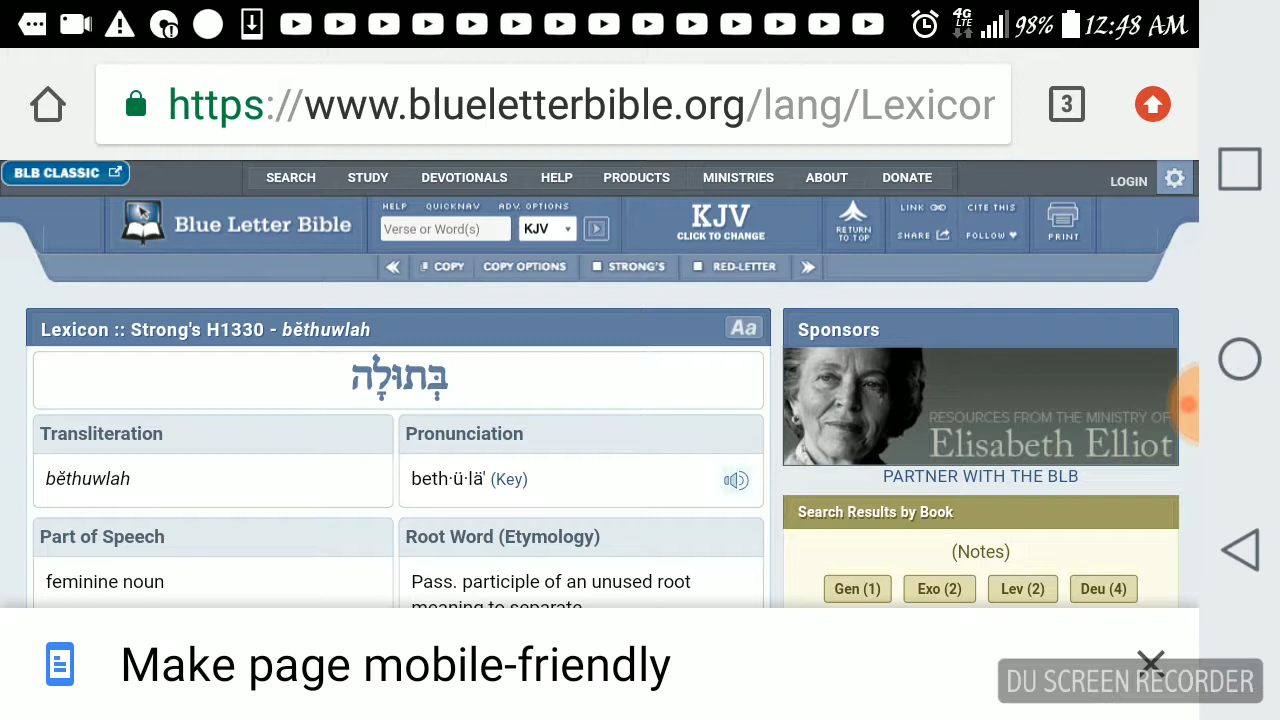 98% 12:48 AM
https://www.blueletterbible.org/lang/Lexicor
3
BLB CLASSIC
SEARCH STUDY DEVOTIONALS HELP PRODUCTS MINISTRIES ABOUT DONATE LOGIN
HELP QUICKNAV ADV. OPTIONS
Blue Letter Bible
Verse or Word(s) KJV
KJV
CLICK TO CHANGE
RETURN
TO TOP
LINK CITE THIS
SHARE FOLLOW
PRINT
COPY COPY OPTIONS STRONG'S RED-LETTER
Lexicon :: Strong's H1330 - bĕthuwlah Aa
בְּתוּלָה
Transliteration
bĕthuwlah
Pronunciation
beth·ü·lä' (Key)
Part of Speech
feminine noun
Root Word (Etymology)
Pass. participle of an unused root
meaning to separate
Sponsors
RESOURCES FROM THE MINISTRY OF
Elisabeth Elliot
PARTNER WITH THE BLB
Search Results by Book
(Notes)
Gen (1) Exo (2) Lev (2) Deu (4)
Make page mobile-friendly
DU SCREEN RECORDER
4G
LTE